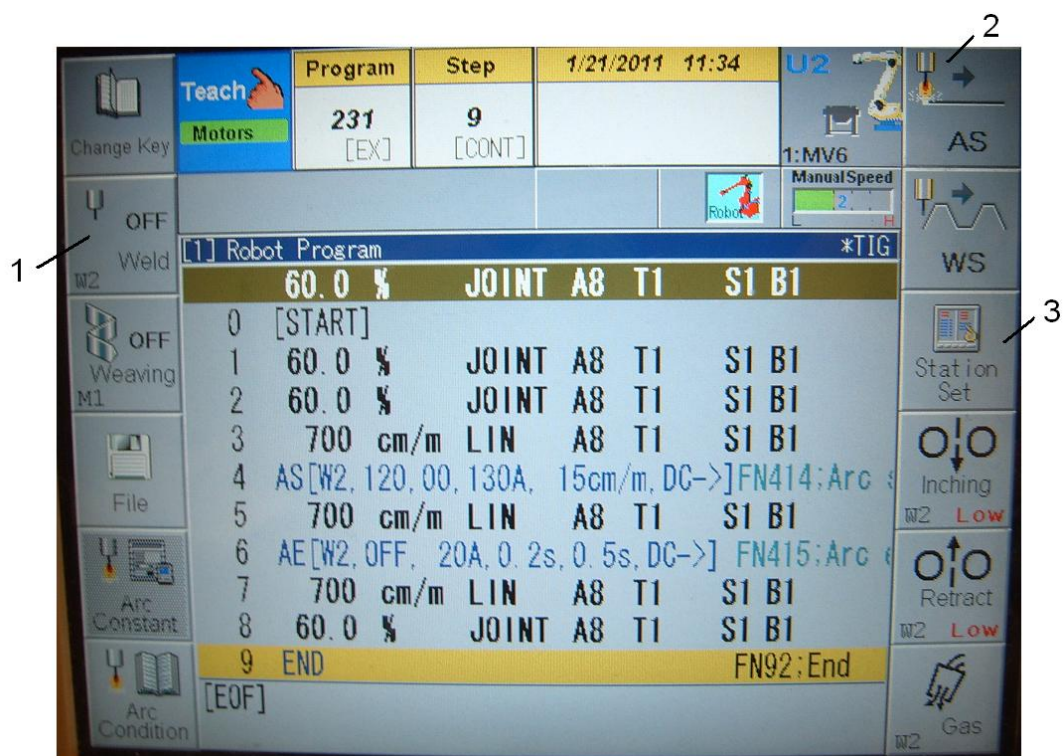 2
Change Key
Teach
Motors
Program
231
[EX]
Step
9
[CONT]
1/21/2011 11:34
U2
1:MV6
AS
OFF
Weld
W2
Robot
Manual Speed
2
L H
WS
1
[1] Robot Program *TIG
60.0 % JOINT A8 T1 S1 B1
0 [START]
1 60.0 % JOINT A8 T1 S1 B1
2 60.0 % JOINT A8 T1 S1 B1
3 700 cm/m LIN A8 T1 S1 B1
4 AS[W2,120,00,130A, 15cm/m,DC->]FN414;Arc s
5 700 cm/m LIN A8 T1 S1 B1
6 AE[W2,OFF, 20A,0.2s,0.5s,DC->] FN415;Arc e
7 700 cm/m LIN A8 T1 S1 B1
8 60.0 % JOINT A8 T1 S1 B1
9 END FN92;End
[EOF]
OFF
Weaving
M1
File
Arc
Constant
Arc
Condition
3
Station
Set
Inching
W2 Low
Retract
W2 Low
Gas
W2